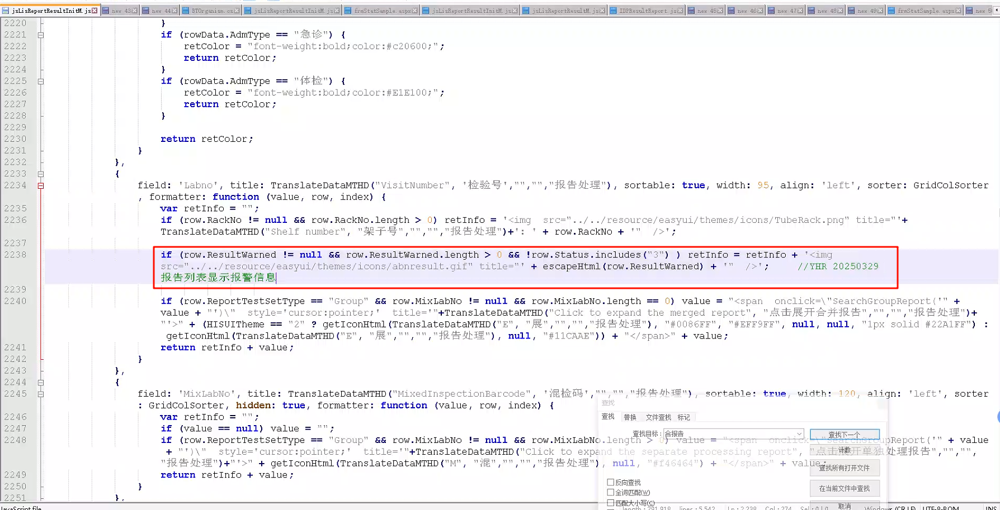 jsLisReportResultInitM.js new 43 new 44 BTOrganism.cs jsLisReportResultInitM.js frmStatSample.aspx jsLisReportResultInitM.js jsLisReportResultM.js IDPResultReport.js new 45 new 46 new 47 new 48 new 49 frmStatSample.aspx new 5
2220 }
2221 if (rowData.AdmType == "急诊") {
2222 retColor = "font-weight:bold;color:#c20600;";
2223 return retColor;
2224 }
2225 if (rowData.AdmType == "体检") {
2226 retColor = "font-weight:bold;color:#E1E100;";
2227 return retColor;
2228 }
2229
2230 return retColor;
2231 }
2232 },
2233 {
2234 field: 'Labno', title: TranslateDataMTHD("VisitNumber", '检验号',"","","报告处理"), sortable: true, width: 95, align: 'left', sorter: GridColSorter
, formatter: function (value, row, index) {
2235 var retInfo = "";
2236 if (row.RackNo != null && row.RackNo.length > 0) retInfo = '<img src="../../resource/easyui/themes/icons/TubeRack.png" title="'+
TranslateDataMTHD("Shelf number", "架子号","","","报告处理")+': ' + row.RackNo + '" />';
2237
2238 if (row.ResultWarned != null && row.ResultWarned.length > 0 && !row.Status.includes("3") ) retInfo = retInfo + '<img
src="../../resource/easyui/themes/icons/abnresult.gif" title="' + escapeHtml(row.ResultWarned) + '" />'; //YHR 20250329
报告列表显示报警信息
2239
2240 if (row.ReportTestSetType == "Group" && row.MixLabNo != null && row.MixLabNo.length == 0) value = "<span onclick=\"SearchGroupReport('" +
value + "')\" style='cursor:pointer;' title='"+TranslateDataMTHD("Click to expand the merged report", "点击展开合并报告","","","报告处理")+
"'>" + (HISUITheme == "2" ? getIconHtml(TranslateDataMTHD("E", "展","","","报告处理"), "#0086FF", "#EFF9FF", null, null, "1px solid #22A1FF") :
getIconHtml(TranslateDataMTHD("E", "展","","","报告处理"), null, "#11CAAE")) + "</span>" + value;
2241 return retInfo + value;
2242 }
2243 },
2244 {
2245 field: 'MixLabNo', title: TranslateDataMTHD("MixedInspectionBarcode", '混检码',"","","报告处理"), sortable: true, width: 120, align: 'left', sorter
: GridColSorter, hidden: true, formatter: function (value, row, index) {
查找
2246 var retInfo = "";
查找 替换 文件查找 标记
2247 if (value == null) value = "";
查找目标: 合报告 查找下一个
2248 if (row.ReportTestSetType == "Group" && row.MixLabNo != null && row.MixLabNo.length > 0) value = "<span onclick=\"SearchGroupReport('" + value
+ "')\" style='cursor:pointer;' title='"+TranslateDataMTHD("Click to expand the separate processing report", "点击展开单独处理报告","","",
计数
"报告处理")+"'>" + getIconHtml(TranslateDataMTHD("M", "混","","","报告处理"), null, "#f46464") + "</span>" + value;
查找所有打开文件
2249 return retInfo + value;
反向查找
2250 }
在当前文件中查找
全词匹配(W)
2251 },
匹配大小写(C)
取消
JavaScript file length : 291,918 lines : 5,542 Ln : 2,238 Col : 274 Sel : 0 | 0 Windows (CR LF) UTF-8-BOM INS